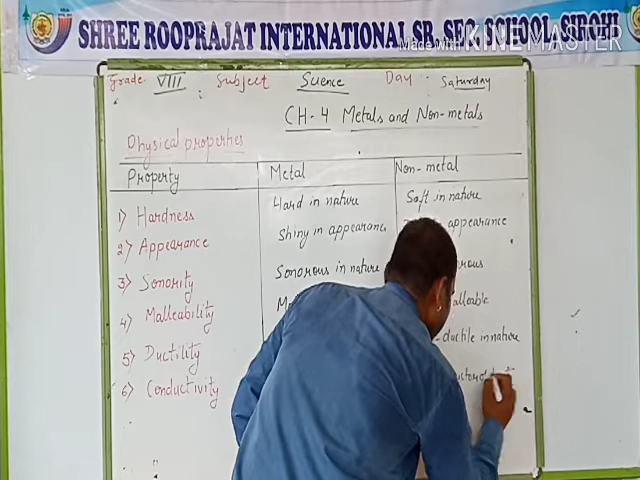 SHREE ROOPRAJAT INTERNATIONAL SR. SEC. SCHOOL, SIROHI
Made with KINEMASTER
Grade VIII : Subject Science Day : Saturday
CH-4 Metals and Non-metals
Physical properties
Property Metal Non-metal
1) Hardness Hard in nature Soft in nature
2) Appearance Shiny in appearance appearance
3) Sonority Sonorous in nature
4) Malleability
5) Ductility ductile in nature
6) Conductivity